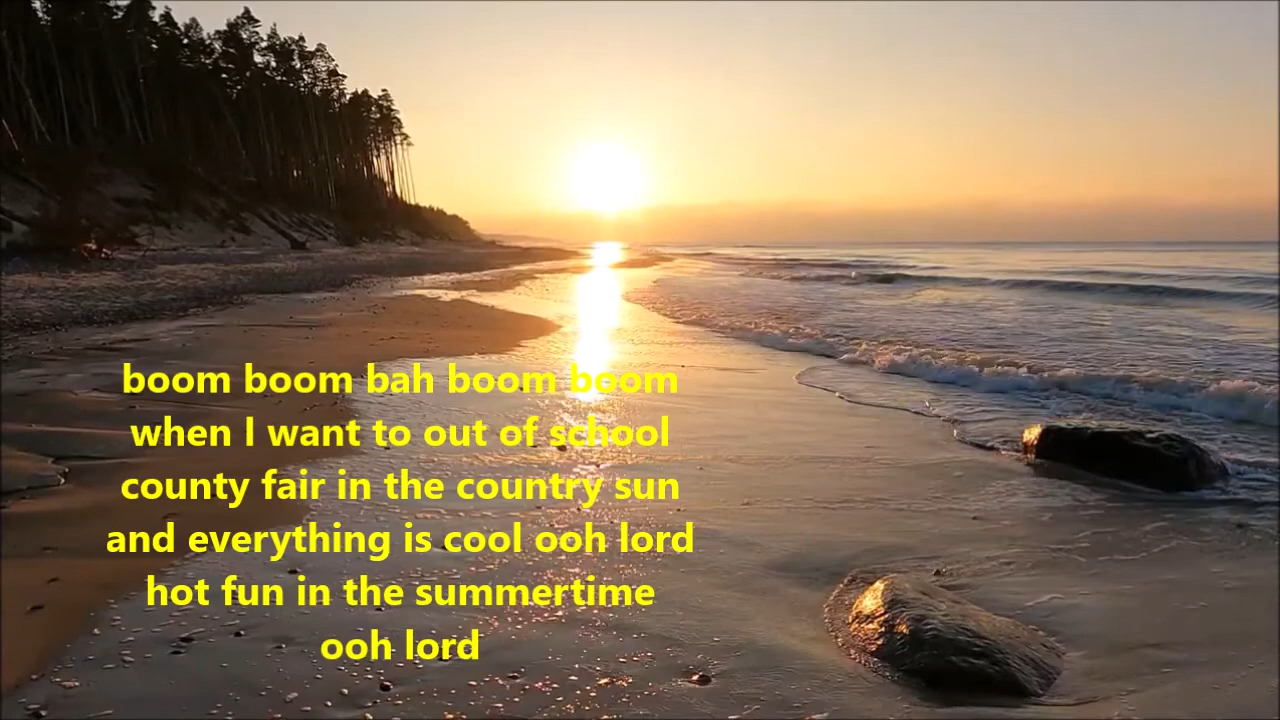 boom boom bah boom boom
when I want to out of school
county fair in the country sun
and everything is cool ooh lord
hot fun in the summertime
ooh lord